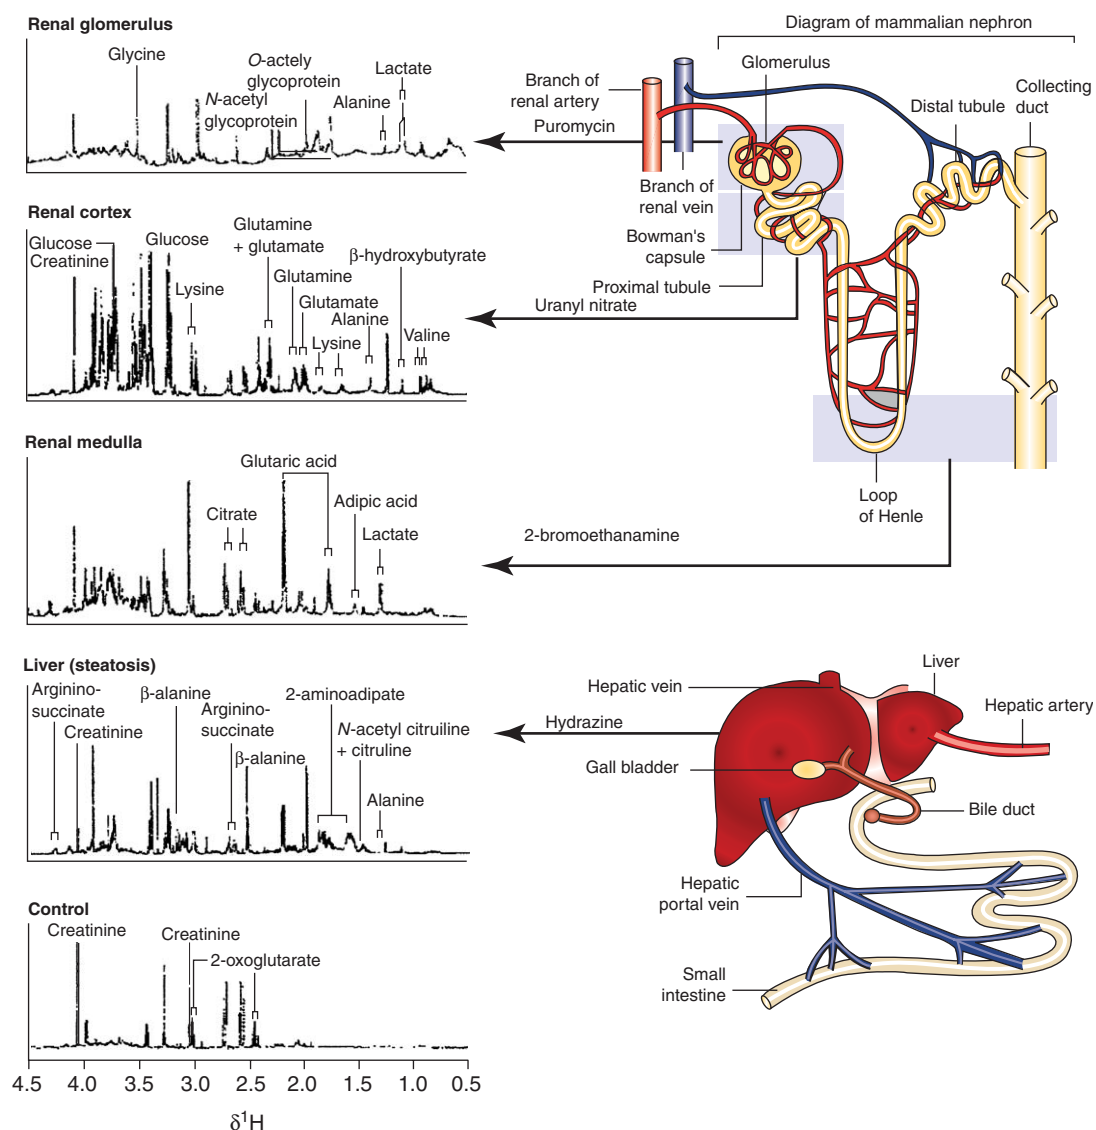 Renal glomerulus
Glycine
O-actely
glycoprotein
Lactate
N-acetyl
glycoprotein
Alanine
Renal cortex
Glucose
Creatinine
Glucose
Glutamine
+ glutamate
β-hydroxybutyrate
Lysine
Glutamine
Glutamate
Alanine
Lysine
Valine
Renal medulla
Glutaric acid
Citrate
Adipic acid
Lactate
Liver (steatosis)
Arginino-
succinate
Creatinine
β-alanine
Arginino-
succinate
β-alanine
2-aminoadipate
N-acetyl citruiline
+ citruline
Alanine
Control
Creatinine
Creatinine
2-oxoglutarate
4.5 4.0 3.5 3.0 2.5 2.0 1.5 1.0 0.5
δ¹H
Puromycin
Uranyl nitrate
2-bromoethanamine
Hydrazine
Diagram of mammalian nephron
Glomerulus
Branch of
renal artery
Distal tubule
Collecting
duct
Branch of
renal vein
Bowman's
capsule
Proximal tubule
Loop
of Henle
Liver
Hepatic vein
Hepatic artery
Gall bladder
Bile duct
Hepatic
portal vein
Small
intestine